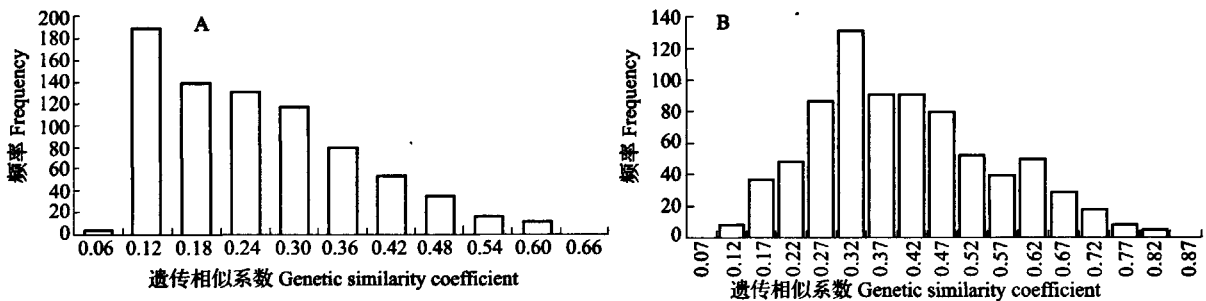 A
200
180
160
140
120
100
80
60
40
20
0
频率 Frequency
0.06 0.12 0.18 0.24 0.30 0.36 0.42 0.48 0.54 0.60 0.66
遗传相似系数 Genetic similarity coefficient
B
140
120
100
80
60
40
20
0
频率 Frequency
0.07 0.12 0.17 0.22 0.27 0.32 0.37 0.42 0.47 0.52 0.57 0.62 0.67 0.72 0.77 0.82 0.87
遗传相似系数 Genetic similarity coefficient